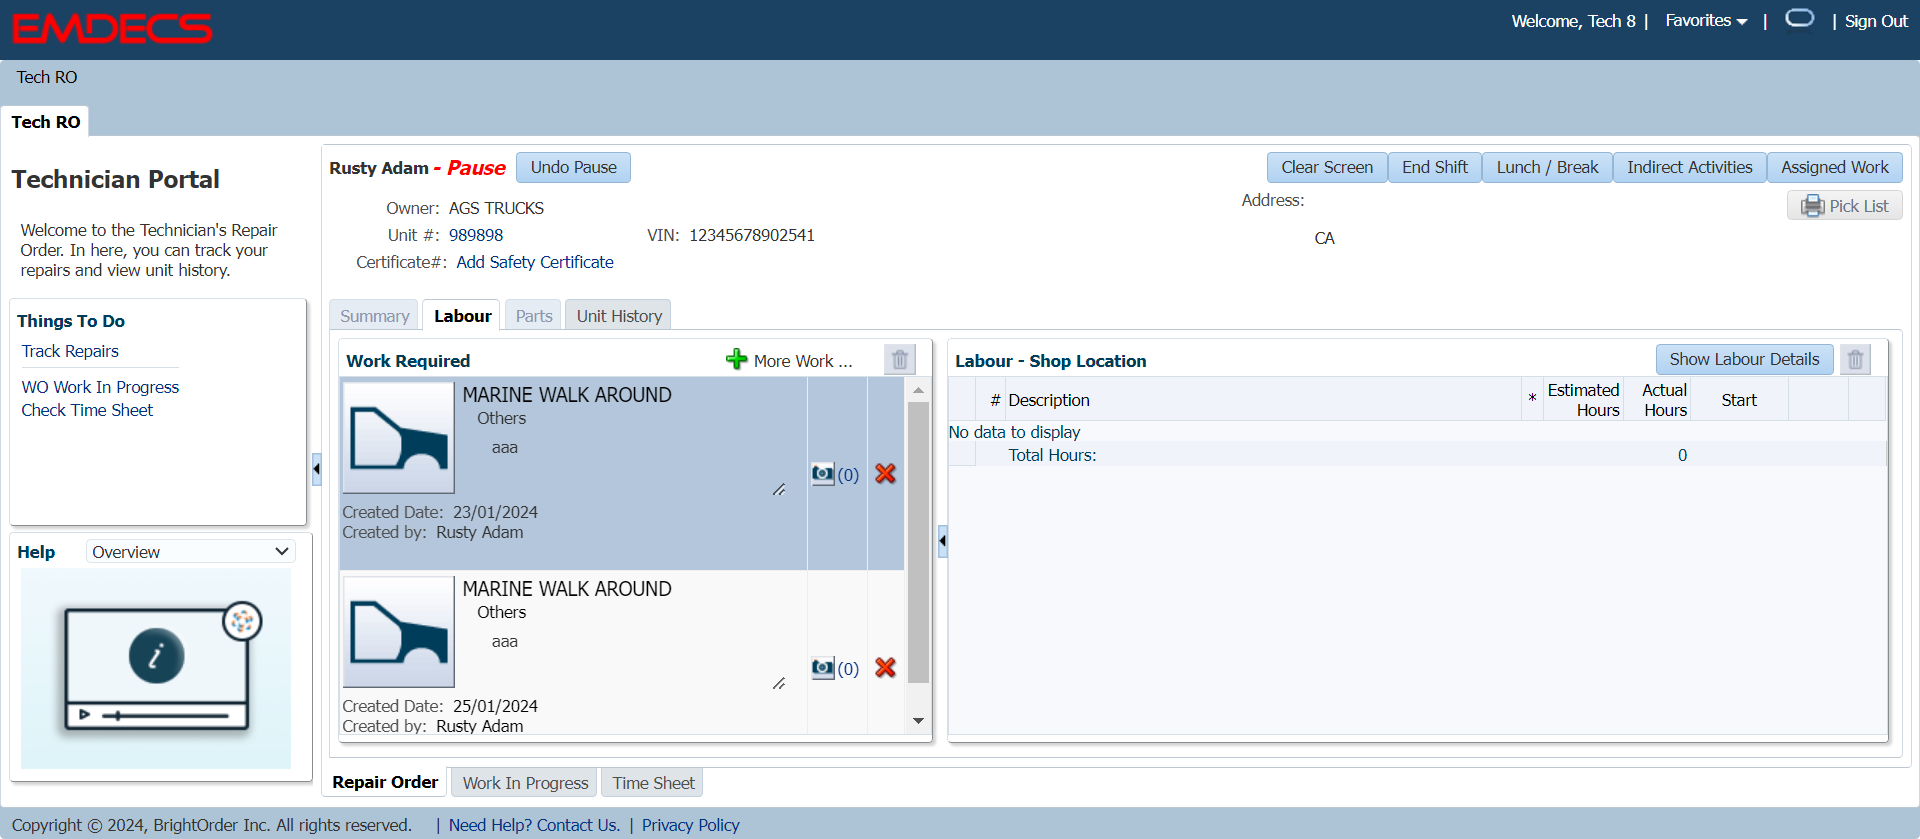 EMDECS
Welcome, Tech 8 | Favorites | | Sign Out
Tech RO
Tech RO
Technician Portal
Welcome to the Technician's Repair
Order. In here, you can track your
repairs and view unit history.
Things To Do
Track Repairs
WO Work In Progress
Check Time Sheet
Help Overview
i
Rusty Adam - Pause Undo Pause
Clear Screen End Shift Lunch / Break Indirect Activities Assigned Work
Owner: AGS TRUCKS
Address:
Pick List
Unit #: 989898 VIN: 12345678902541
CA
Certificate#: Add Safety Certificate
Summary Labour Parts Unit History
Work Required More Work ...
MARINE WALK AROUND
Others
aaa
(0)
Created Date: 23/01/2024
Created by: Rusty Adam
MARINE WALK AROUND
Others
aaa
(0)
Created Date: 25/01/2024
Created by: Rusty Adam
Labour - Shop Location Show Labour Details
# Description * Estimated Hours Actual Hours Start
No data to display
Total Hours: 0
Repair Order Work In Progress Time Sheet
Copyright © 2024, BrightOrder Inc. All rights reserved. | Need Help? Contact Us. | Privacy Policy